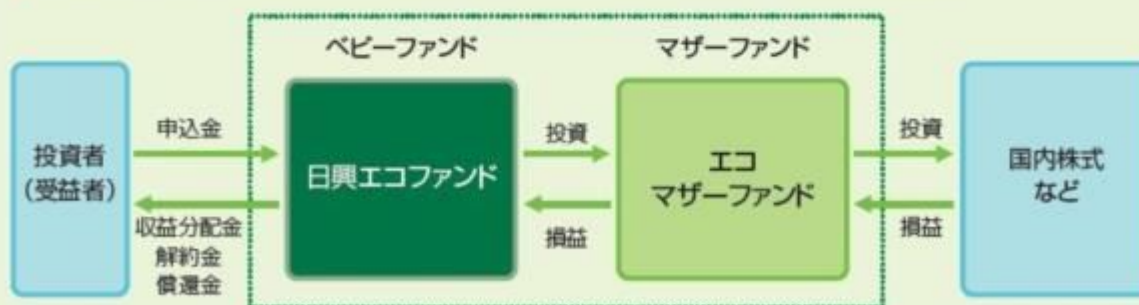 ベビーファンド
マザーファンド
投資者
(受益者)
申込金
収益分配金
解約金
償還金
日興エコファンド
投資
損益
エコ
マザーファンド
投資
損益
国内株式
など